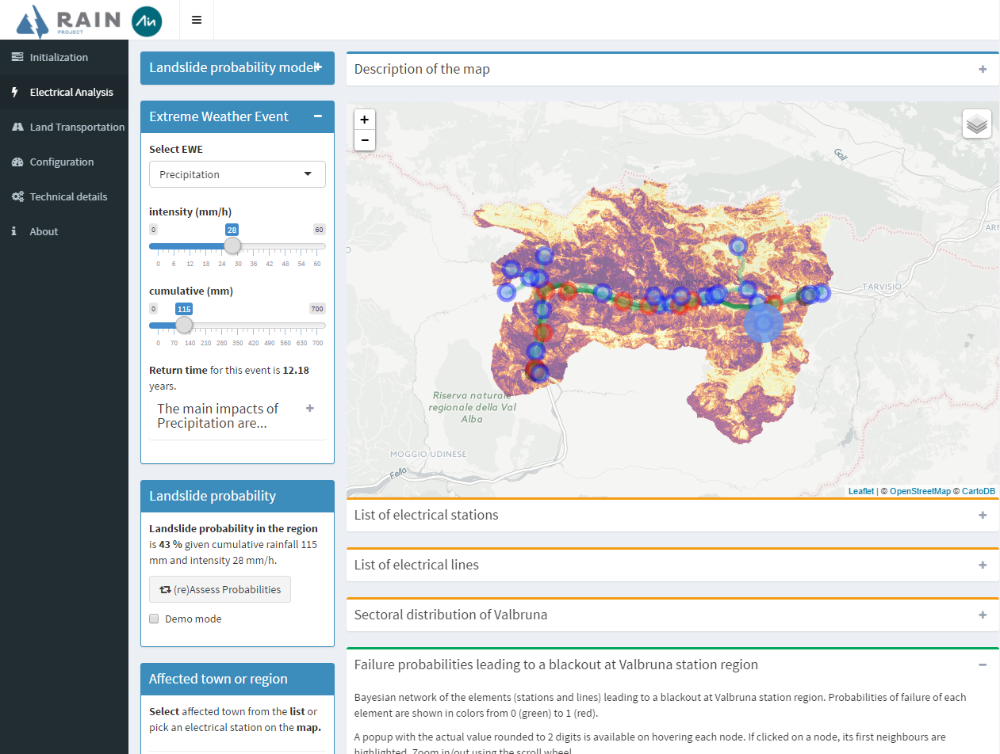 RAIN
PROJECT
Ain
Initialization
Electrical Analysis
Land Transportation
Configuration
Technical details
About
Landslide probability model
Extreme Weather Event
Select EWE
Precipitation
intensity (mm/h)
0 28 60
0 6 12 18 24 30 36 42 48 54 60
cumulative (mm)
0 115 700
0 70 140 210 280 350 420 490 560 630 700
Return time for this event is 12.18
years.
The main impacts of
Precipitation are...
Landslide probability
Landslide probability in the region
is 43 % given cumulative rainfall 115
mm and intensity 28 mm/h.
(re)Assess Probabilities
Demo mode
Affected town or region
Select affected town from the list or
pick an electrical station on the map.
Description of the map
+
−
Gail
ARN
TARVISIO
Riserva naturale
regionale della Val
Alba
MOGGIO UDINESE
Fella
Leaflet | © OpenStreetMap © CartoDB
List of electrical stations
List of electrical lines
Sectoral distribution of Valbruna
Failure probabilities leading to a blackout at Valbruna station region
Bayesian network of the elements (stations and lines) leading to a blackout at Valbruna station region. Probabilities of failure of each
element are shown in colors from 0 (green) to 1 (red).
A popup with the actual value rounded to 2 digits is available on hovering each node. If clicked on a node, its first neighbours are
highlighted. Zoom in/out using the scroll wheel.